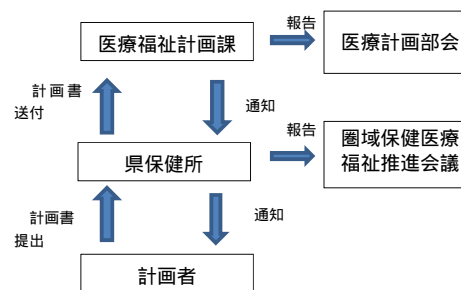 医療福祉計画課
報告
医療計画部会
計画書
送付
通知
県保健所
報告
圏域保健医療
福祉推進会議
計画書
提出
通知
計画者